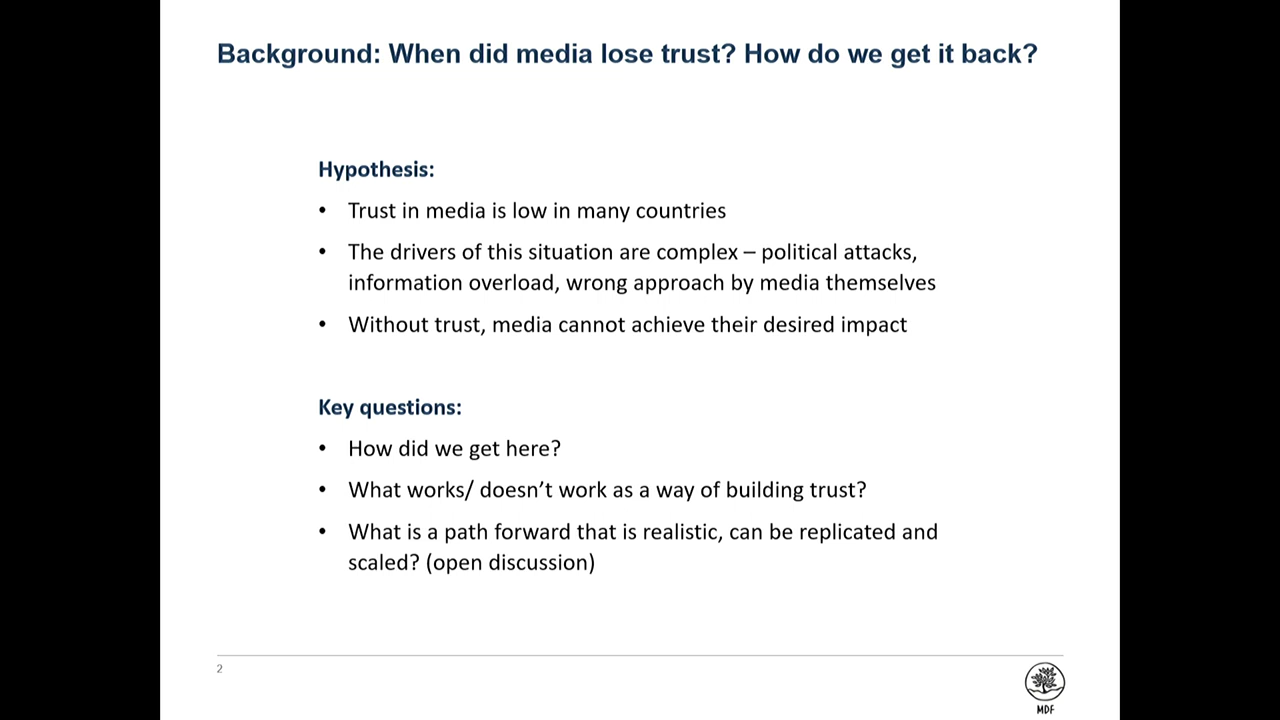 Background: When did media lose trust? How do we get it back?
Hypothesis:
• Trust in media is low in many countries
• The drivers of this situation are complex – political attacks,
information overload, wrong approach by media themselves
• Without trust, media cannot achieve their desired impact
Key questions:
• How did we get here?
• What works/ doesn’t work as a way of building trust?
• What is a path forward that is realistic, can be replicated and
scaled? (open discussion)
2
MDF